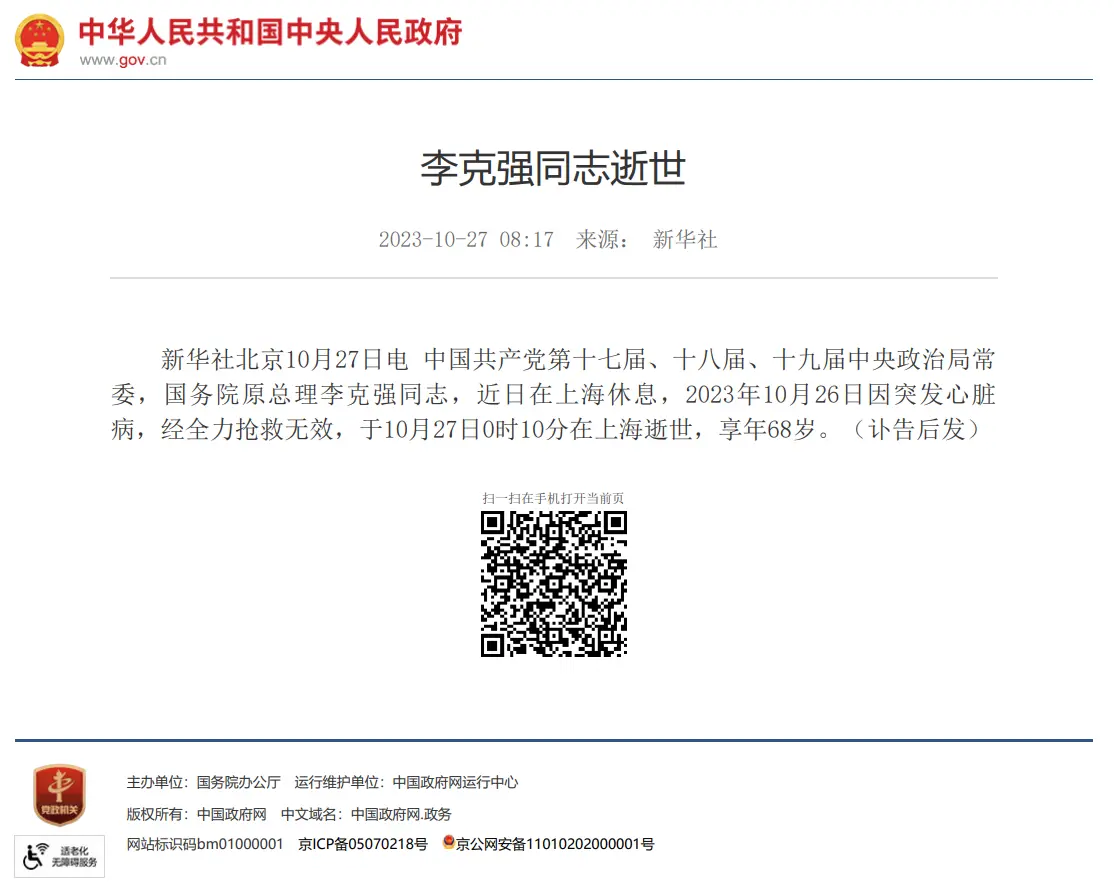 中华人民共和国中央人民政府
www.gov.cn
李克强同志逝世
2023-10-27 08:17 来源： 新华社
新华社北京10月27日电 中国共产党第十七届、十八届、十九届中央政治局常
委，国务院原总理李克强同志，近日在上海休息，2023年10月26日因突发心脏
病，经全力抢救无效，于10月27日0时10分在上海逝世，享年68岁。（讣告后发）
扫一扫在手机打开当前页
主办单位：国务院办公厅 运行维护单位：中国政府网运行中心
党政机关
版权所有：中国政府网 中文域名：中国政府网.政务
网站标识码bm01000001 京ICP备05070218号 京公网安备11010202000001号
适老化
无障碍服务